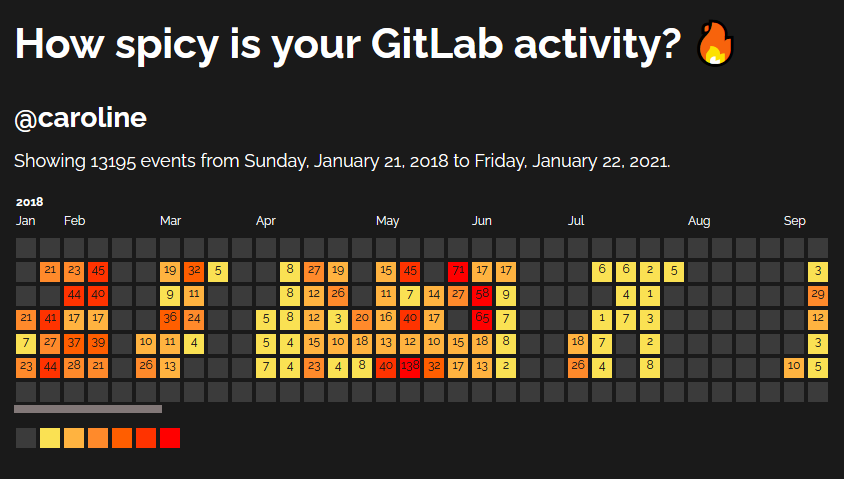 How spicy is your GitLab activity? 🔥
@caroline
Showing 13195 events from Sunday, January 21, 2018 to Friday, January 22, 2021.
2018
Jan Feb Mar Apr May Jun Jul Aug Sep
21 23 45 19 32 5 8 27 19 15 45 71 17 17 6 6 2 5 3
44 40 9 11 8 12 26 11 7 14 27 58 9 4 1 29
21 41 17 17 36 24 5 8 12 3 20 16 40 17 65 7 1 7 3 12
7 27 37 39 10 11 4 5 4 15 10 18 13 12 10 15 18 8 18 7 2 3
23 44 28 21 26 13 7 4 23 4 8 40 138 32 17 13 2 26 4 8 10 5